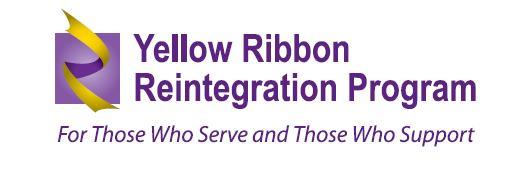 Yellow Ribbon
Reintegration Program
For Those Who Serve and Those Who Support